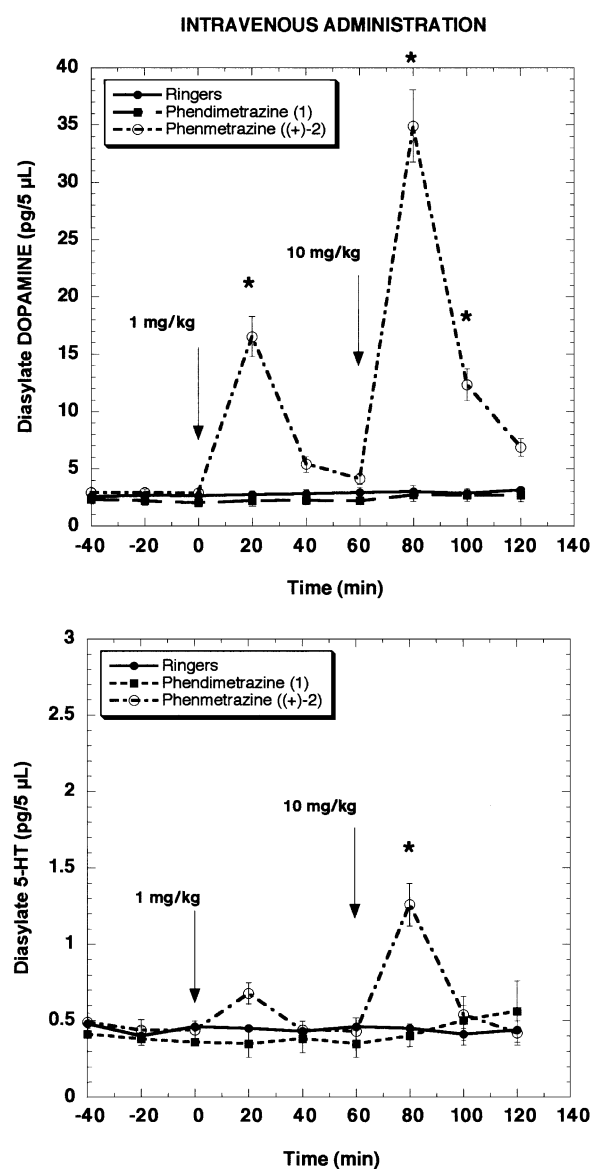 INTRAVENOUS ADMINISTRATION
Diasylate DOPAMINE (pg/5 µL)
40
35
30
25
20
15
10
5
0
Ringers
Phendimetrazine (1)
Phenmetrazine ((+)-2)
*
10 mg/kg
*
*
1 mg/kg
-40 -20 0 20 40 60 80 100 120 140
Time (min)
Diasylate 5-HT (pg/5 µL)
3
2.5
2
1.5
1
0.5
0
Ringers
Phendimetrazine (1)
Phenmetrazine ((+)-2)
10 mg/kg
*
1 mg/kg
-40 -20 0 20 40 60 80 100 120 140
Time (min)